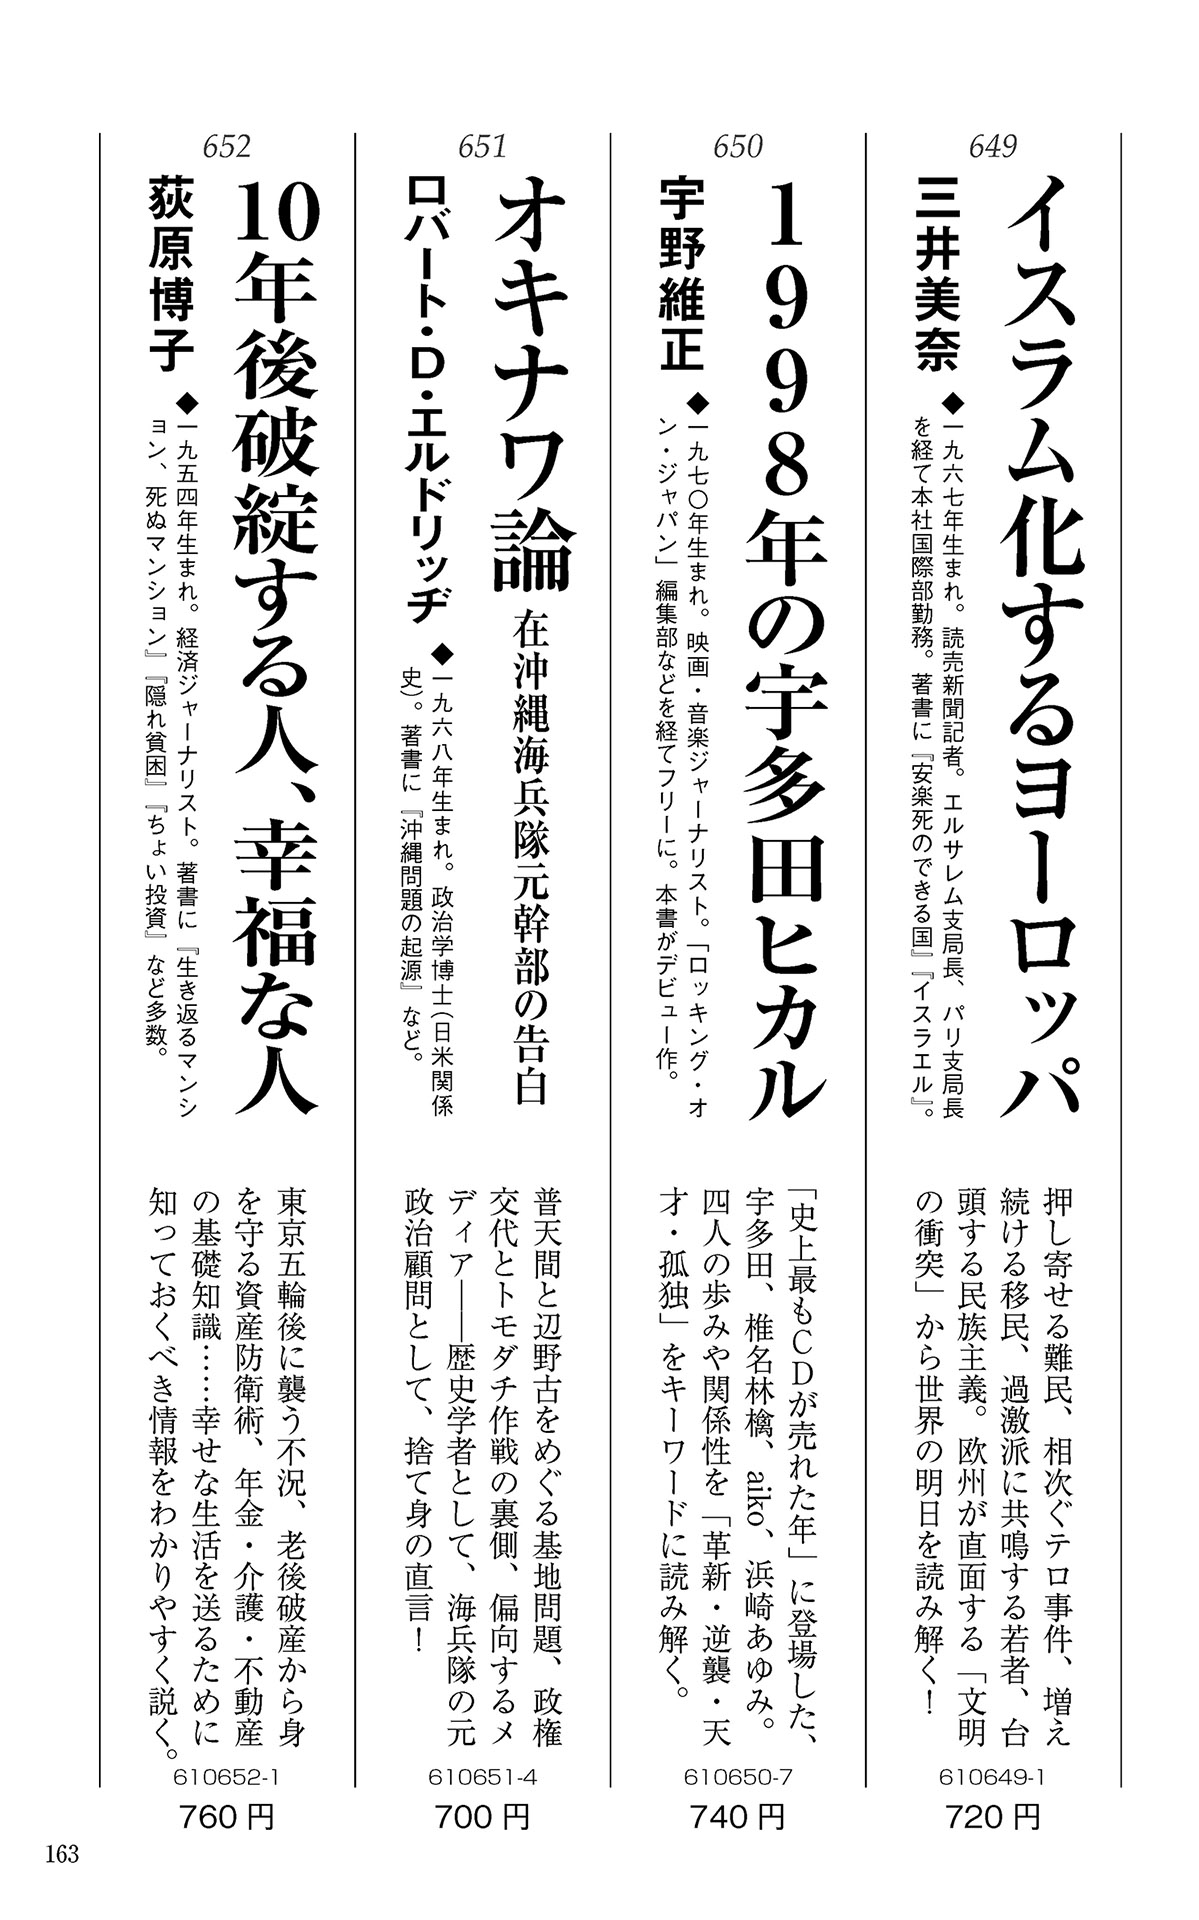 649
イスラム化するヨーロッパ
三井美奈
◆一九六七年生まれ。読売新聞記者。エルサレム支局長、パリ支局長
を経て本社国際部勤務。著書に『安楽死のできる国』『イスラエル』。
押し寄せる難民、相次ぐテロ事件、増え
続ける移民、過激派に共鳴する若者、台
頭する民族主義。欧州が直面する「文明
の衝突」から世界の明日を読み解く！
610649-1
720円
650
1998年の宇多田ヒカル
宇野維正
◆一九七〇年生まれ。映画・音楽ジャーナリスト。「ロッキング・オ
ン・ジャパン」編集部などを経てフリーに。本書がデビュー作。
「史上最もCDが売れた年」に登場した、
宇多田、椎名林檎、aiko、浜崎あゆみ。
四人の歩みや関係性を「革新・逆襲・天
才・孤独」をキーワードに読み解く。
610650-7
740円
651
オキナワ論 在沖縄海兵隊元幹部の告白
ロバート・D・エルドリッヂ
◆一九六八年生まれ。政治学博士（日米関係
史）。著書に『沖縄問題の起源』など。
普天間と辺野古をめぐる基地問題、政権
交代とトモダチ作戦の裏側、偏向するメ
ディア――歴史学者として、海兵隊の元
政治顧問として、捨て身の直言！
610651-4
700円
652
10年後破綻する人、幸福な人
荻原博子
◆一九五四年生まれ。経済ジャーナリスト。著書に『生き返るマンシ
ョン、死ぬマンション』『隠れ貧困』『ちょい投資』など多数。
東京五輪後に襲う不況、老後破産から身
を守る資産防衛術、年金・介護・不動産
の基礎知識……幸せな生活を送るために
知っておくべき情報をわかりやすく説く。
610652-1
760円
163